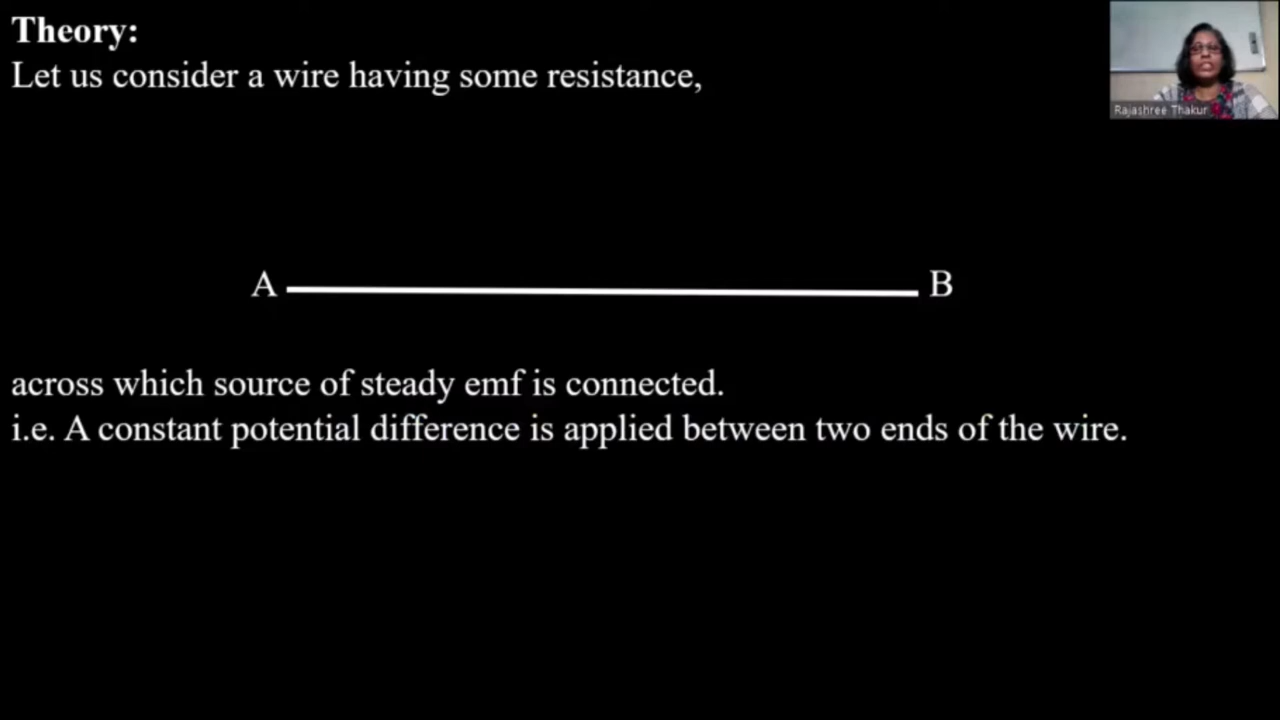 Theory:
Let us consider a wire having some resistance,
Rajashree Thakur
A B
across which source of steady emf is connected.
i.e. A constant potential difference is applied between two ends of the wire.